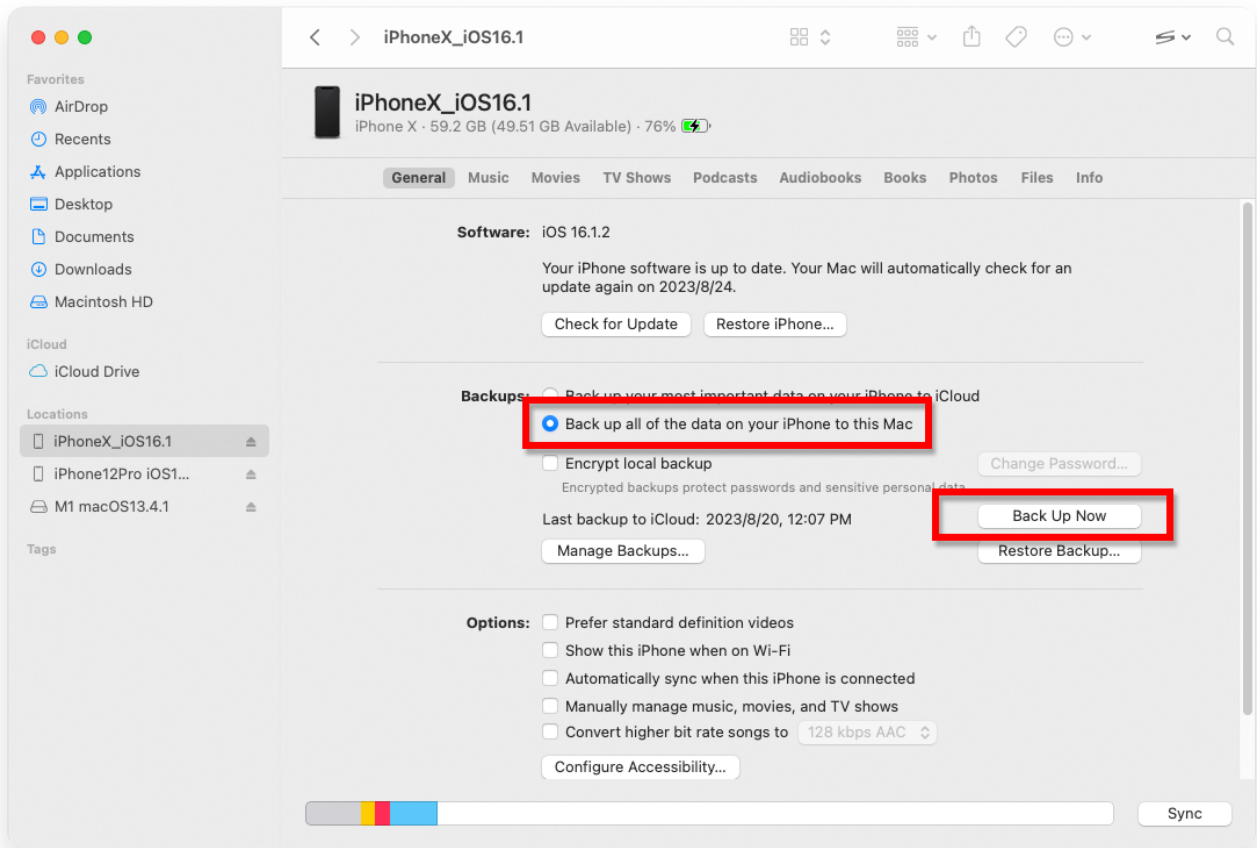 iPhoneX_iOS16.1
Favorites
AirDrop
Recents
Applications
Desktop
Documents
Downloads
Macintosh HD
iCloud
iCloud Drive
Locations
iPhoneX_iOS16.1
iPhone12Pro iOS1...
M1 macOS13.4.1
Tags
iPhoneX_iOS16.1
iPhone X · 59.2 GB (49.51 GB Available) · 76%
General Music Movies TV Shows Podcasts Audiobooks Books Photos Files Info
Software: iOS 16.1.2
Your iPhone software is up to date. Your Mac will automatically check for an
update again on 2023/8/24.
Check for Update Restore iPhone...
Backups: Back up your most important data on your iPhone to iCloud
Back up all of the data on your iPhone to this Mac
Encrypt local backup Change Password...
Encrypted backups protect passwords and sensitive personal data.
Last backup to iCloud: 2023/8/20, 12:07 PM Back Up Now
Manage Backups... Restore Backup...
Options: Prefer standard definition videos
Show this iPhone when on Wi-Fi
Automatically sync when this iPhone is connected
Manually manage music, movies, and TV shows
Convert higher bit rate songs to 128 kbps AAC
Configure Accessibility...
Sync